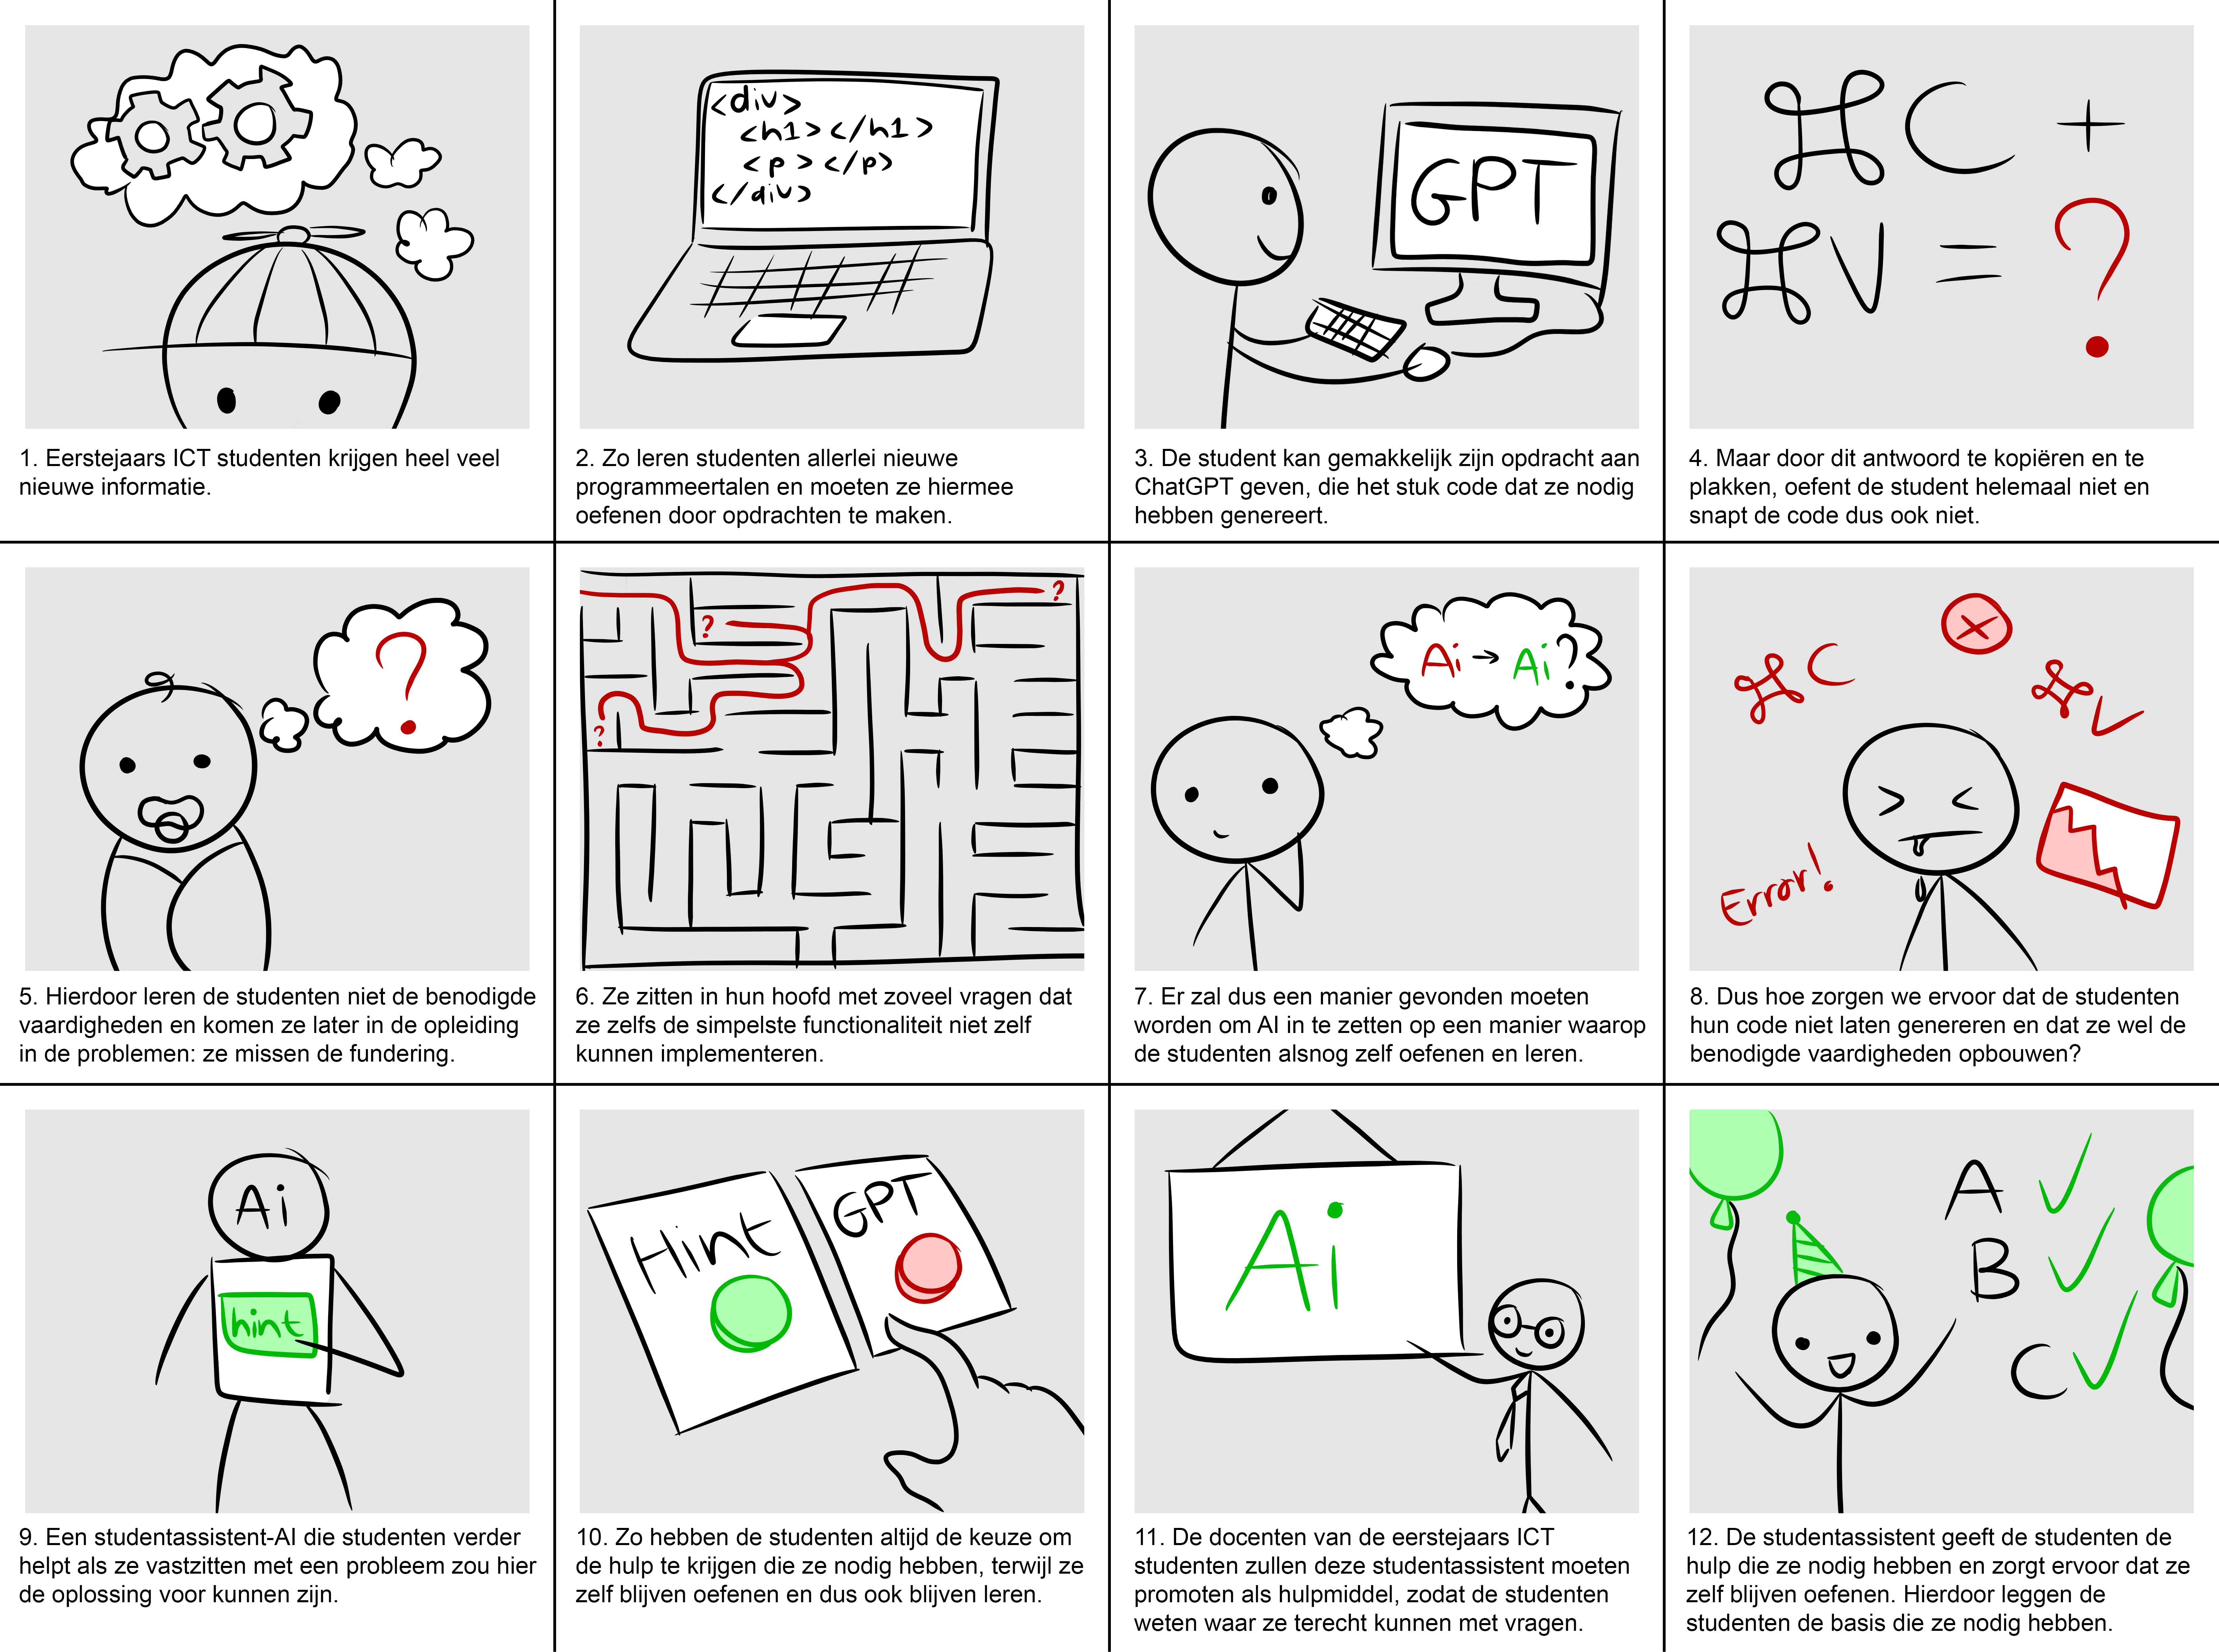 <div>
<h1></h1>
<p></p>
</div>
GPT
⌘C +
⌘V = ?
1. Eerstejaars ICT studenten krijgen heel veel
nieuwe informatie.
2. Zo leren studenten allerlei nieuwe
programmeertalen en moeten ze hiermee
oefenen door opdrachten te maken.
3. De student kan gemakkelijk zijn opdracht aan
ChatGPT geven, die het stuk code dat ze nodig
hebben genereert.
4. Maar door dit antwoord te kopiëren en te
plakken, oefent de student helemaal niet en
snapt de code dus ook niet.
?
?
?
?
Ai → Ai?
⌘C
⌘V
Error!
5. Hierdoor leren de studenten niet de benodigde
vaardigheden en komen ze later in de opleiding
in de problemen: ze missen de fundering.
6. Ze zitten in hun hoofd met zoveel vragen dat
ze zelfs de simpelste functionaliteit niet zelf
kunnen implementeren.
7. Er zal dus een manier gevonden moeten
worden om AI in te zetten op een manier waarop
de studenten alsnog zelf oefenen en leren.
8. Dus hoe zorgen we ervoor dat de studenten
hun code niet laten genereren en dat ze wel de
benodigde vaardigheden opbouwen?
Ai
hint
Hint
GPT
Ai
A ✓
B ✓
C ✓
9. Een studentassistent-AI die studenten verder
helpt als ze vastzitten met een probleem zou hier
de oplossing voor kunnen zijn.
10. Zo hebben de studenten altijd de keuze om
de hulp te krijgen die ze nodig hebben, terwijl ze
zelf blijven oefenen en dus ook blijven leren.
11. De docenten van de eerstejaars ICT
studenten zullen deze studentassistent moeten
promoten als hulpmiddel, zodat de studenten
weten waar ze terecht kunnen met vragen.
12. De studentassistent geeft de studenten de
hulp die ze nodig hebben en zorgt ervoor dat ze
zelf blijven oefenen. Hierdoor leggen de
studenten de basis die ze nodig hebben.